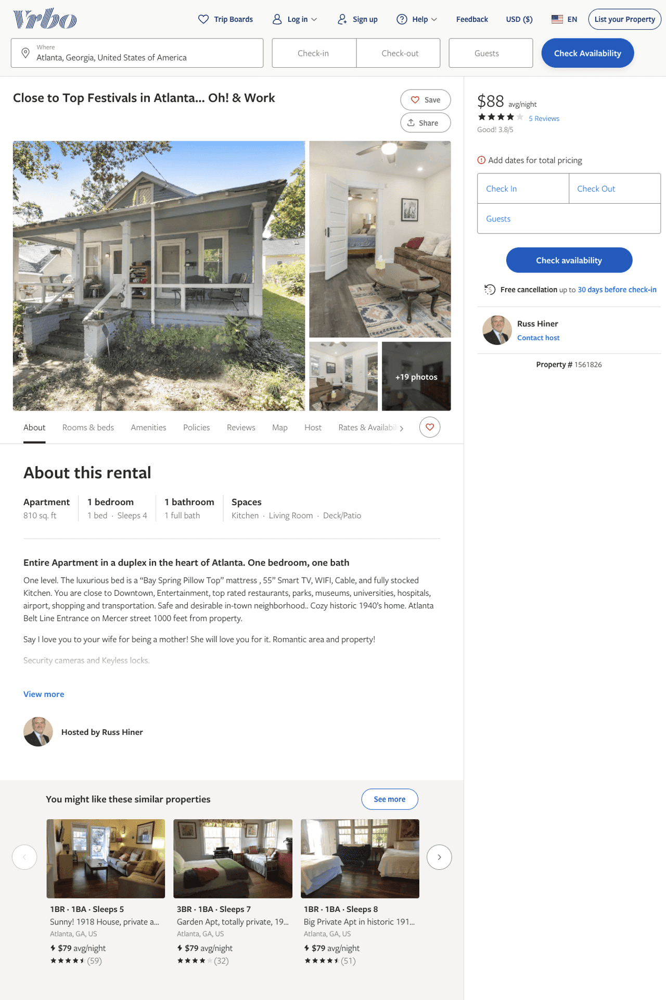 Vrbo
Trip Boards
Log in
Sign up
Help
Feedback
USD ($)
EN
List your Property
Where
Atlanta, Georgia, United States of America
Check-in
Check-out
Guests
Check Availability
Close to Top Festivals in Atlanta... Oh! & Work
Save
Share
+19 photos
$88 avg/night
5 Reviews
Good! 3.8/5
Add dates for total pricing
Check In
Check Out
Guests
Check availability
Free cancellation up to 30 days before check-in
Russ Hiner
Contact host
Property # 1561826
About
Rooms & beds
Amenities
Policies
Reviews
Map
Host
Rates & Availabili
About this rental
Apartment
810 sq. ft
1 bedroom
1 bed · Sleeps 4
1 bathroom
1 full bath
Spaces
Kitchen · Living Room · Deck/Patio
Entire Apartment in a duplex in the heart of Atlanta. One bedroom, one bath
One level. The luxurious bed is a “Bay Spring Pillow Top” mattress , 55” Smart TV, WIFI, Cable, and fully stocked
Kitchen. You are close to Downtown, Entertainment, top rated restaurants, parks, museums, universities, hospitals,
airport, shopping and transportation. Safe and desirable in-town neighborhood.. Cozy historic 1940’s home. Atlanta
Belt Line Entrance on Mercer street 1000 feet from property.
Say I love you to your wife for being a mother! She will love you for it. Romantic area and property!
Security cameras and Keyless locks.
View more
Hosted by Russ Hiner
You might like these similar properties
See more
1BR · 1BA · Sleeps 5
Sunny! 1918 House, private a...
Atlanta, GA, US
$79 avg/night
(59)
3BR · 1BA · Sleeps 7
Garden Apt, totally private, 19...
Atlanta, GA, US
$79 avg/night
(32)
1BR · 1BA · Sleeps 8
Big Private Apt in historic 191...
Atlanta, GA, US
$79 avg/night
(51)